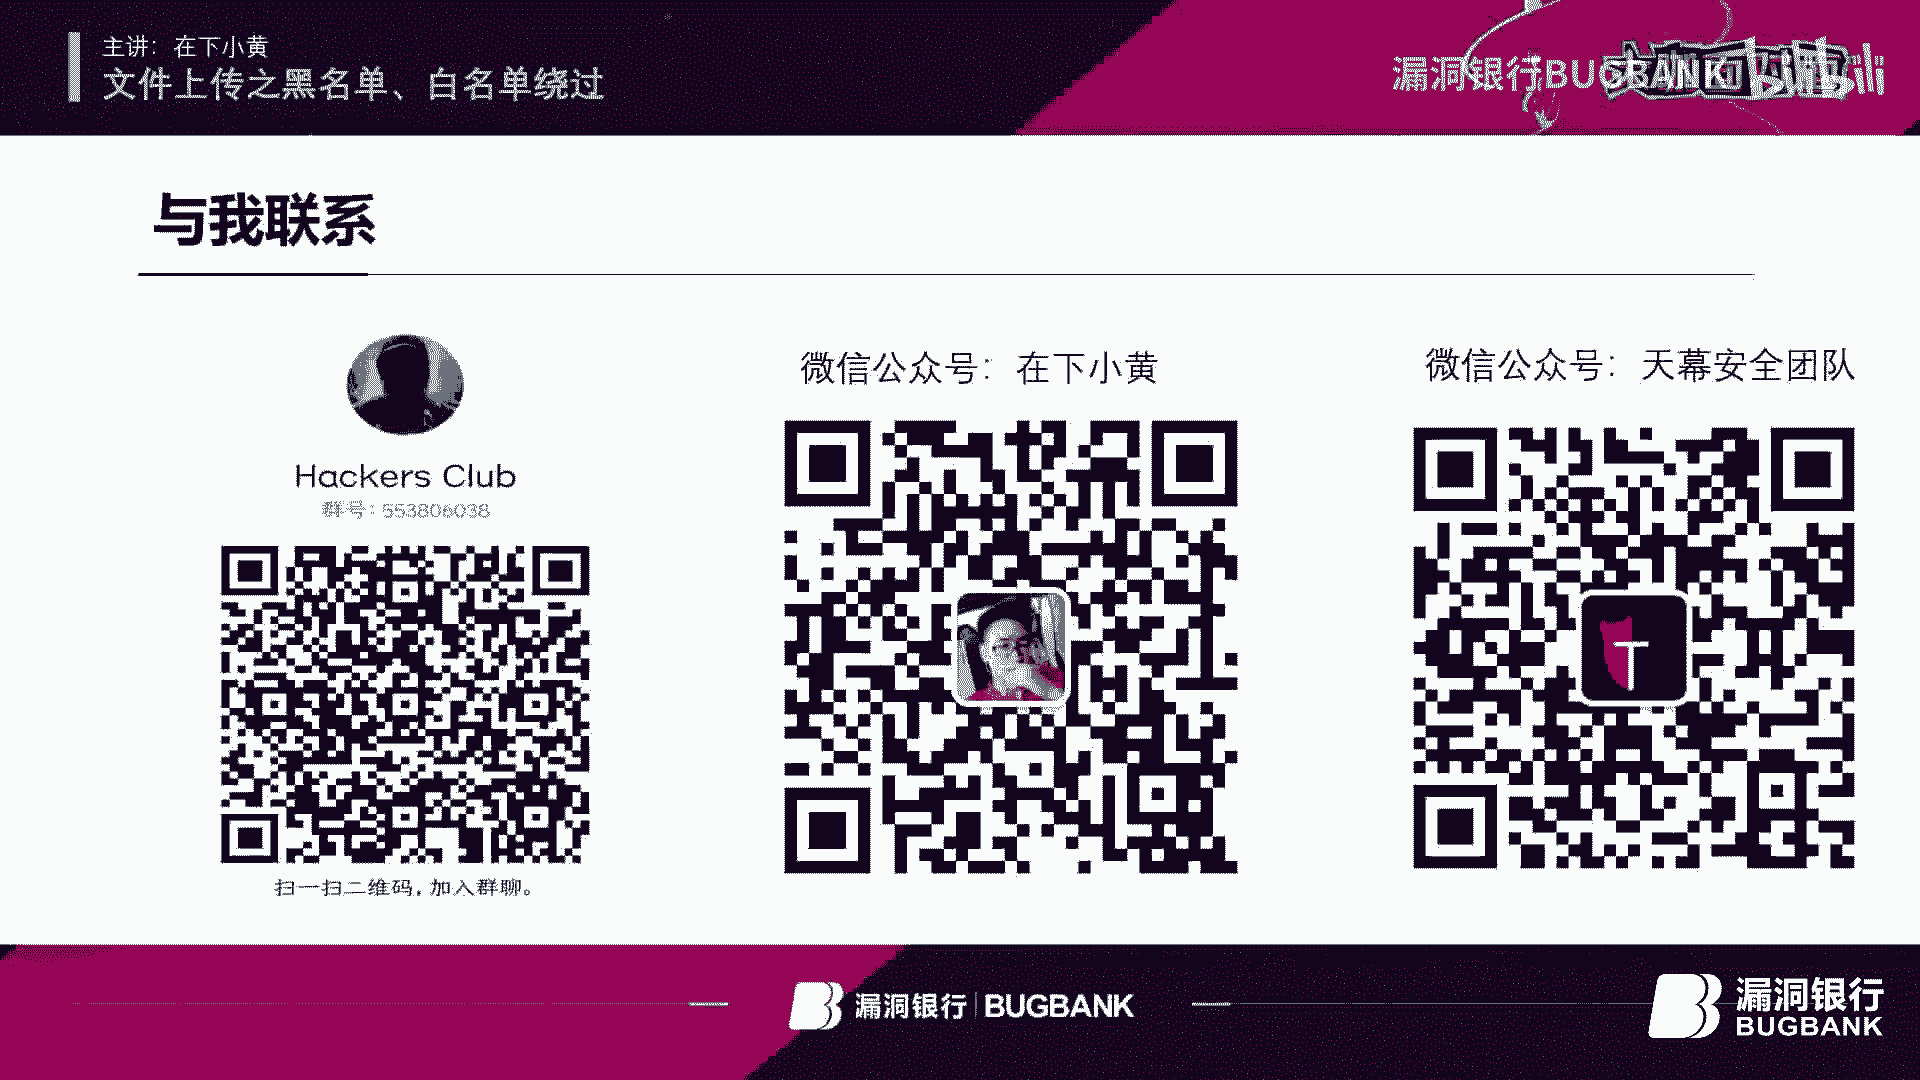 主讲：在下小黄
文件上传之黑名单、白名单绕过
漏洞银行BUGBANK
bilibili
与我联系
Hackers Club
群号：553806038
扫一扫二维码，加入群聊。
微信公众号：在下小黄
微信公众号：天幕安全团队
漏洞银行 | BUGBANK
漏洞银行
BUGBANK